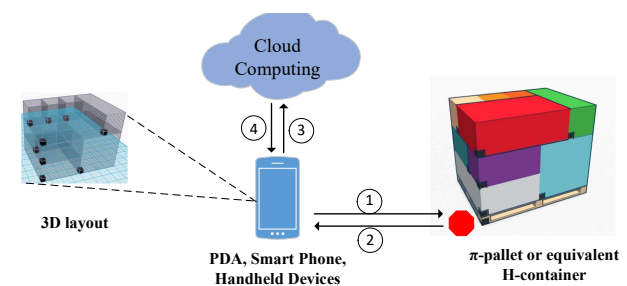 Cloud
Computing
4
3
1
2
3D layout
PDA, Smart Phone,
Handheld Devices
π-pallet or equivalent
H-container